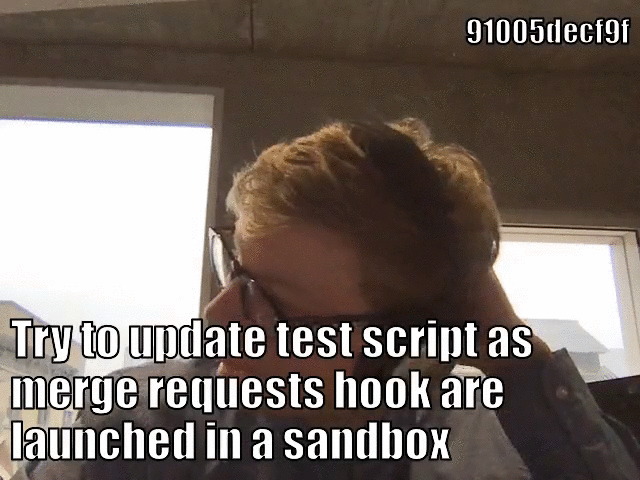 91005decf9f
Try to update test script as
merge requests hook are
launched in a sandbox